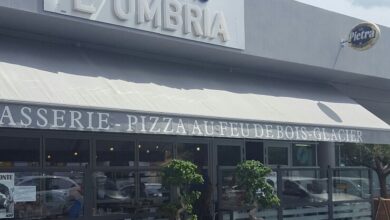 L'UMBRIA
Pietra
ASSERIE - PIZZA AU FEU DE BOIS - GLACIER